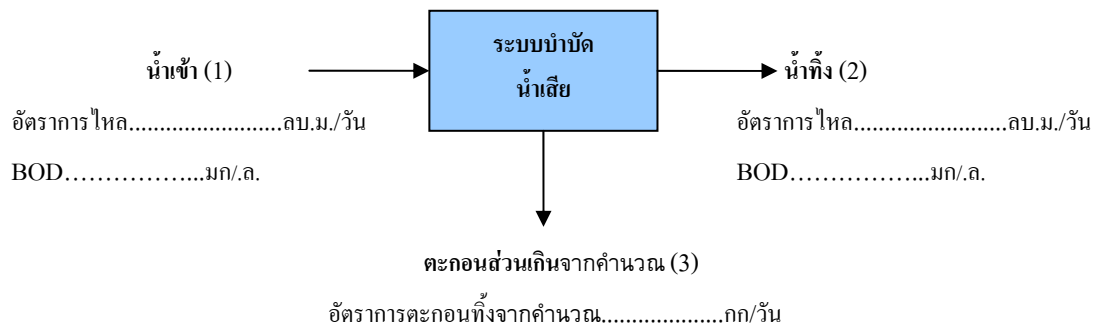 ระบบบำบัด
น้ำเสีย
น้ำเข้า (1)
อัตราการไหล.........................ลบ.ม./วัน
BOD………………...มก/.ล.
น้ำทิ้ง (2)
อัตราการไหล.........................ลบ.ม./วัน
BOD………………...มก/.ล.
ตะกอนส่วนเกินจากคำนวณ (3)
อัตราการตะกอนทิ้งจากคำนวณ....................กก/วัน